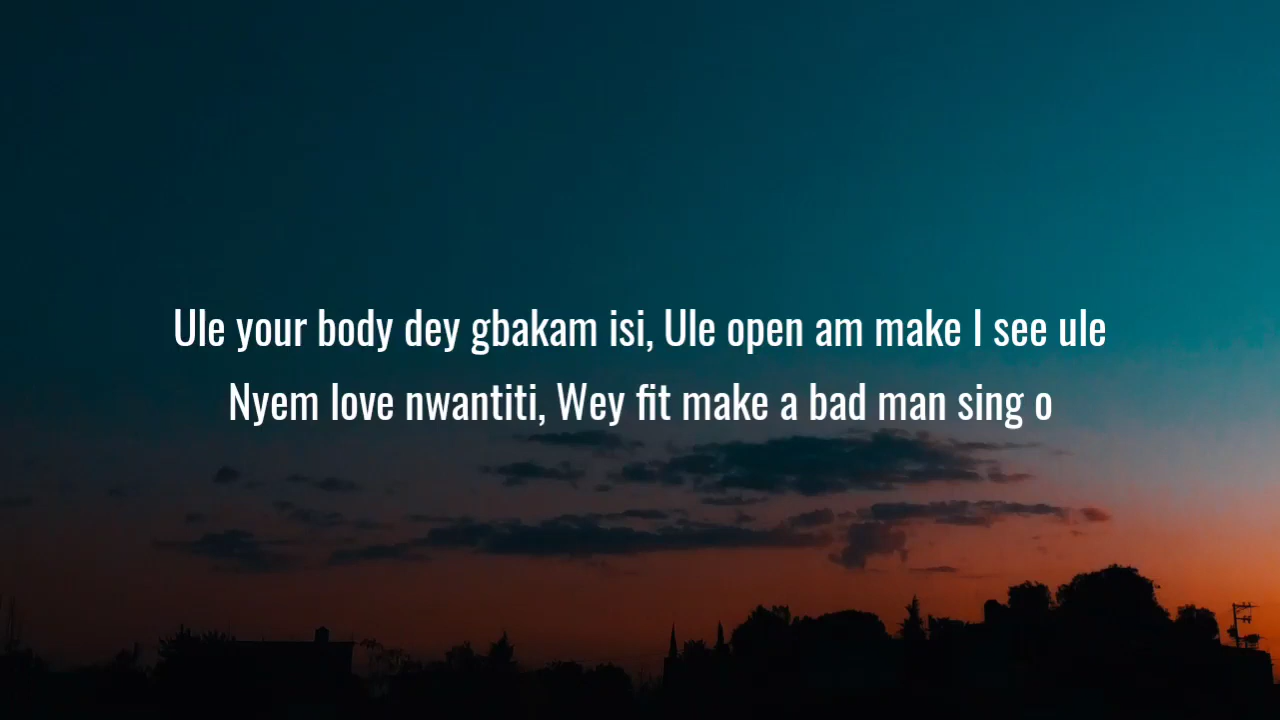 Ule your body dey gbakam isi, Ule open am make I see ule
Nyem love nwantiti, Wey fit make a bad man sing o